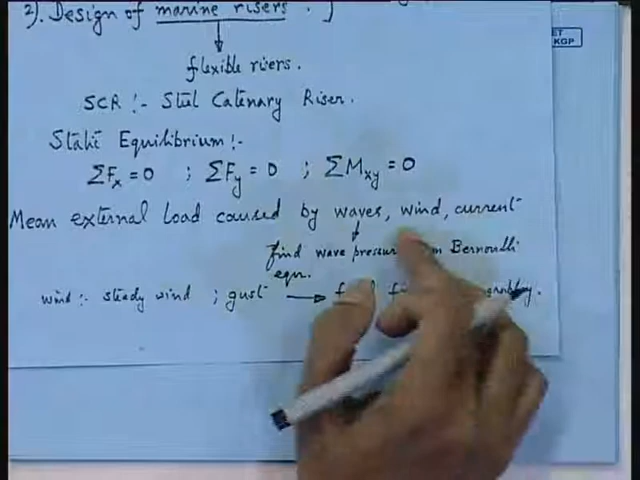 2). Design of marine risers.
flexible risers.
SCR :- Steel Catenary Riser.
Static Equilibrium :-
ΣFx = 0 ; ΣFy = 0 ; ΣMxy = 0
Mean external Load caused by waves, wind, current
find wave pressure Bernoulli
eqn.
wind :- steady wind ; gust →
KGP